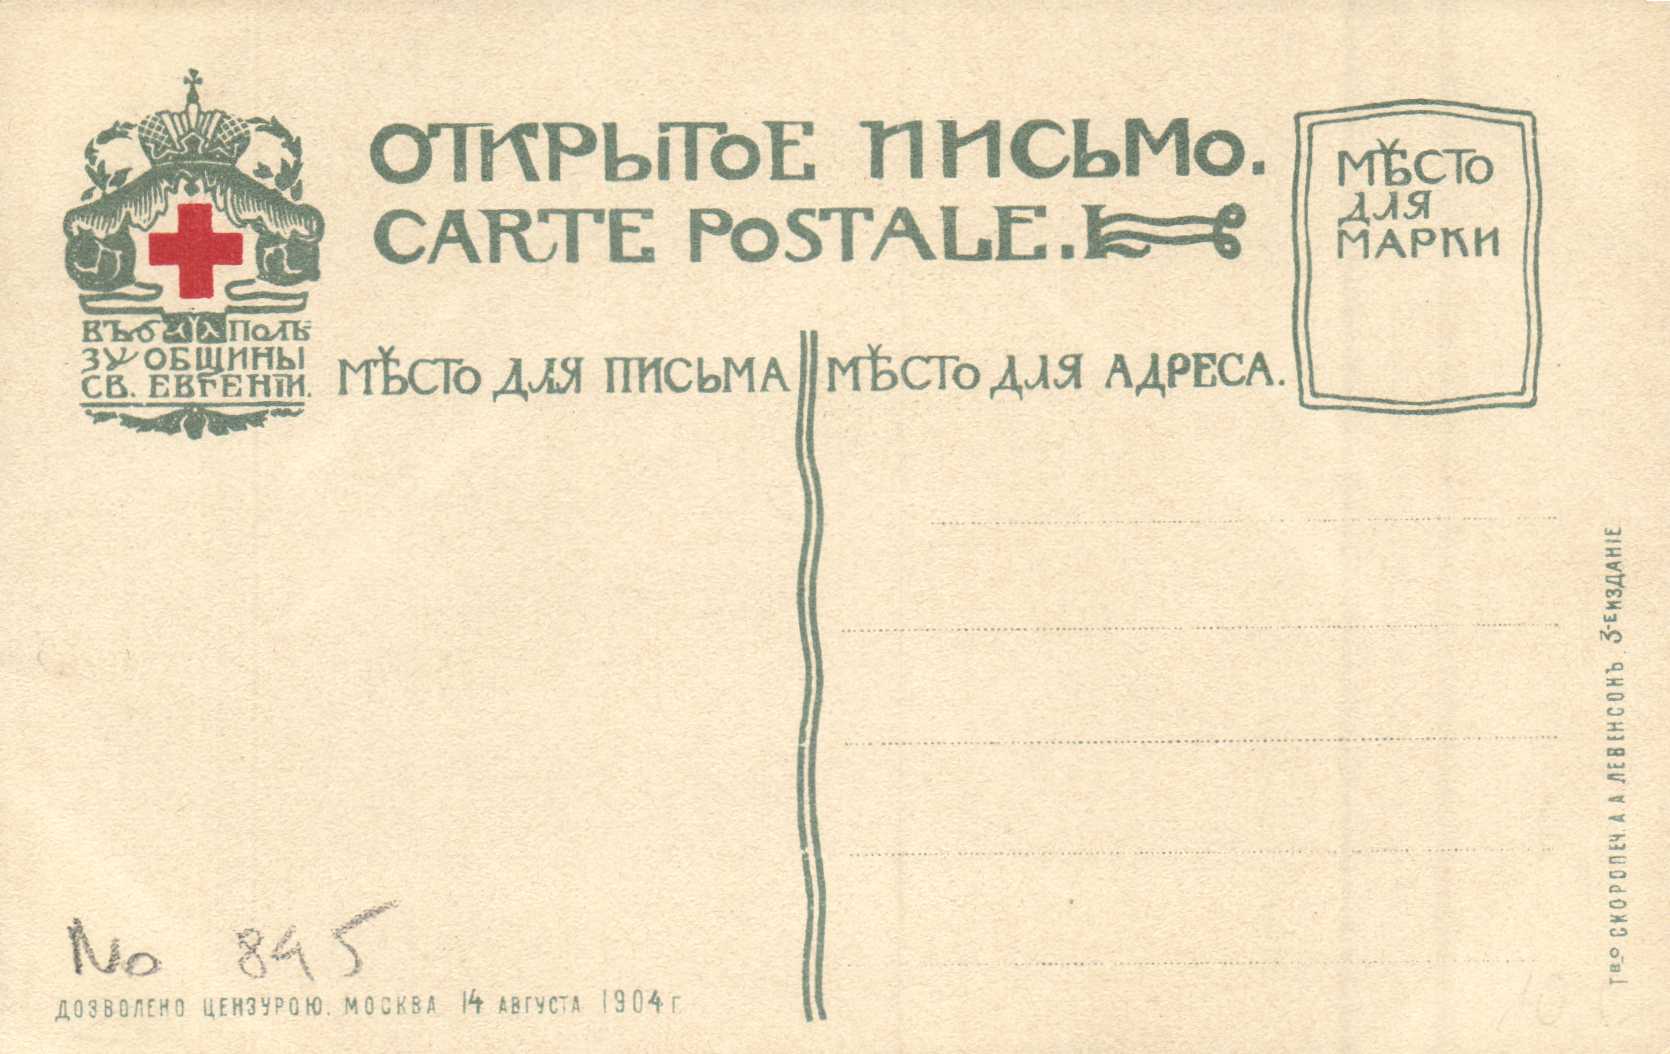 ОТКРЫТОЕ ПИСЬМО.
CARTE POSTALE.
МѢСТО
ДЛЯ
МАРКИ
ВЪ ПОЛЬ
ЗУ ОБЩИНЫ
СВ. ЕВГЕНІИ.
МѢСТО ДЛЯ ПИСЬМА
МѢСТО ДЛЯ АДРЕСА.
Тв_о СКОРОПЕЧ. А А ЛЕВЕНСОНЪ. 3-Е ИЗДАНІЕ
No 845
ДОЗВОЛЕНО ЦЕНЗУРОЮ. МОСКВА 14 АВГУСТА 1904 г.